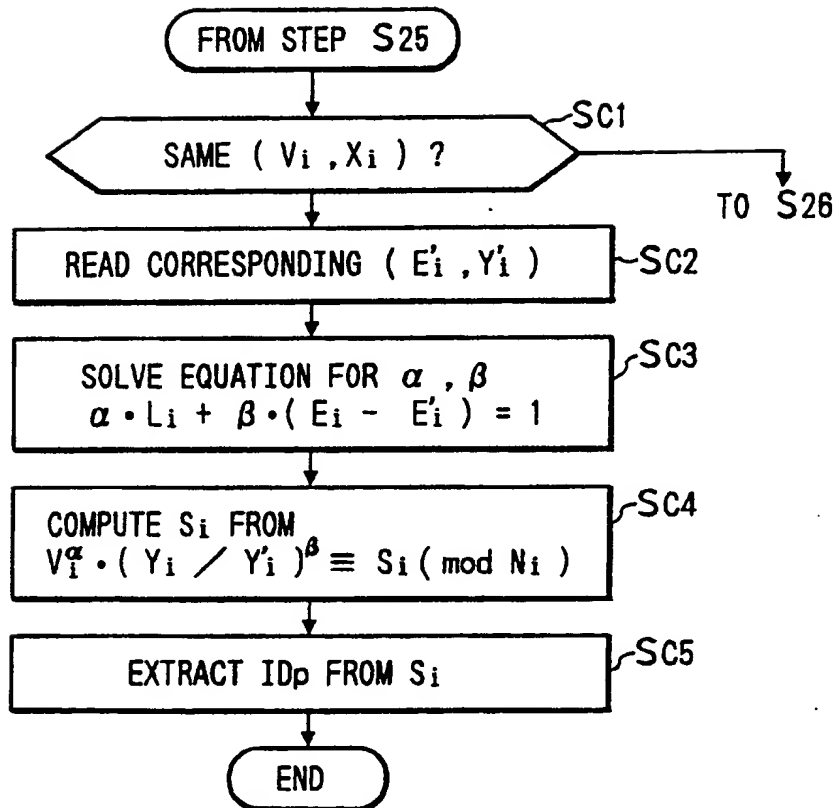 FROM STEP S25
SC1
SAME ( Vi , Xi ) ?
TO S26
READ CORRESPONDING ( E'i , Y'i )
SC2
SC3
SOLVE EQUATION FOR α , β
α • Li + β • ( Ei - E'i ) = 1
SC4
COMPUTE Si FROM
Vi^α • ( Yi / Y'i )^β ≡ Si ( mod Ni )
SC5
EXTRACT IDp FROM Si
END